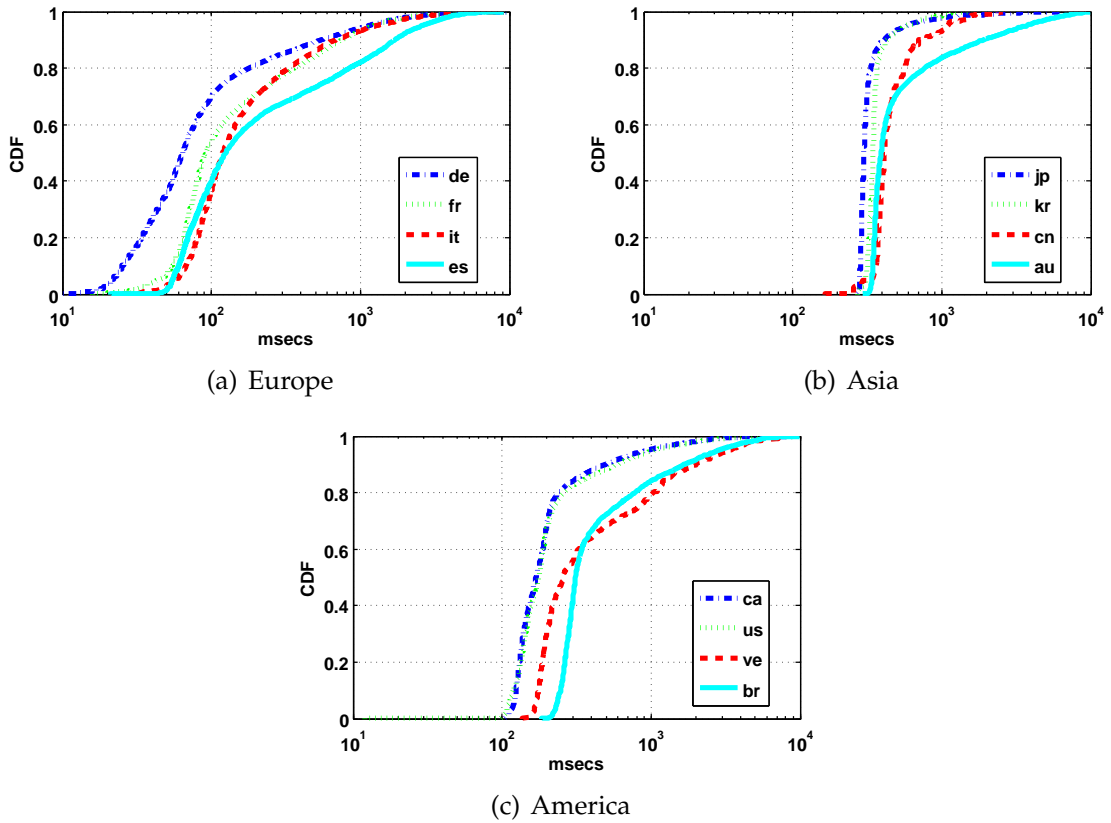 1
0.8
0.6
0.4
0.2
0
CDF
10^1
10^2
10^3
10^4
msecs
de
fr
it
es
(a) Europe
1
0.8
0.6
0.4
0.2
0
CDF
10^1
10^2
10^3
10^4
msecs
jp
kr
cn
au
(b) Asia
1
0.8
0.6
0.4
0.2
0
CDF
10^1
10^2
10^3
10^4
msecs
ca
us
ve
br
(c) America